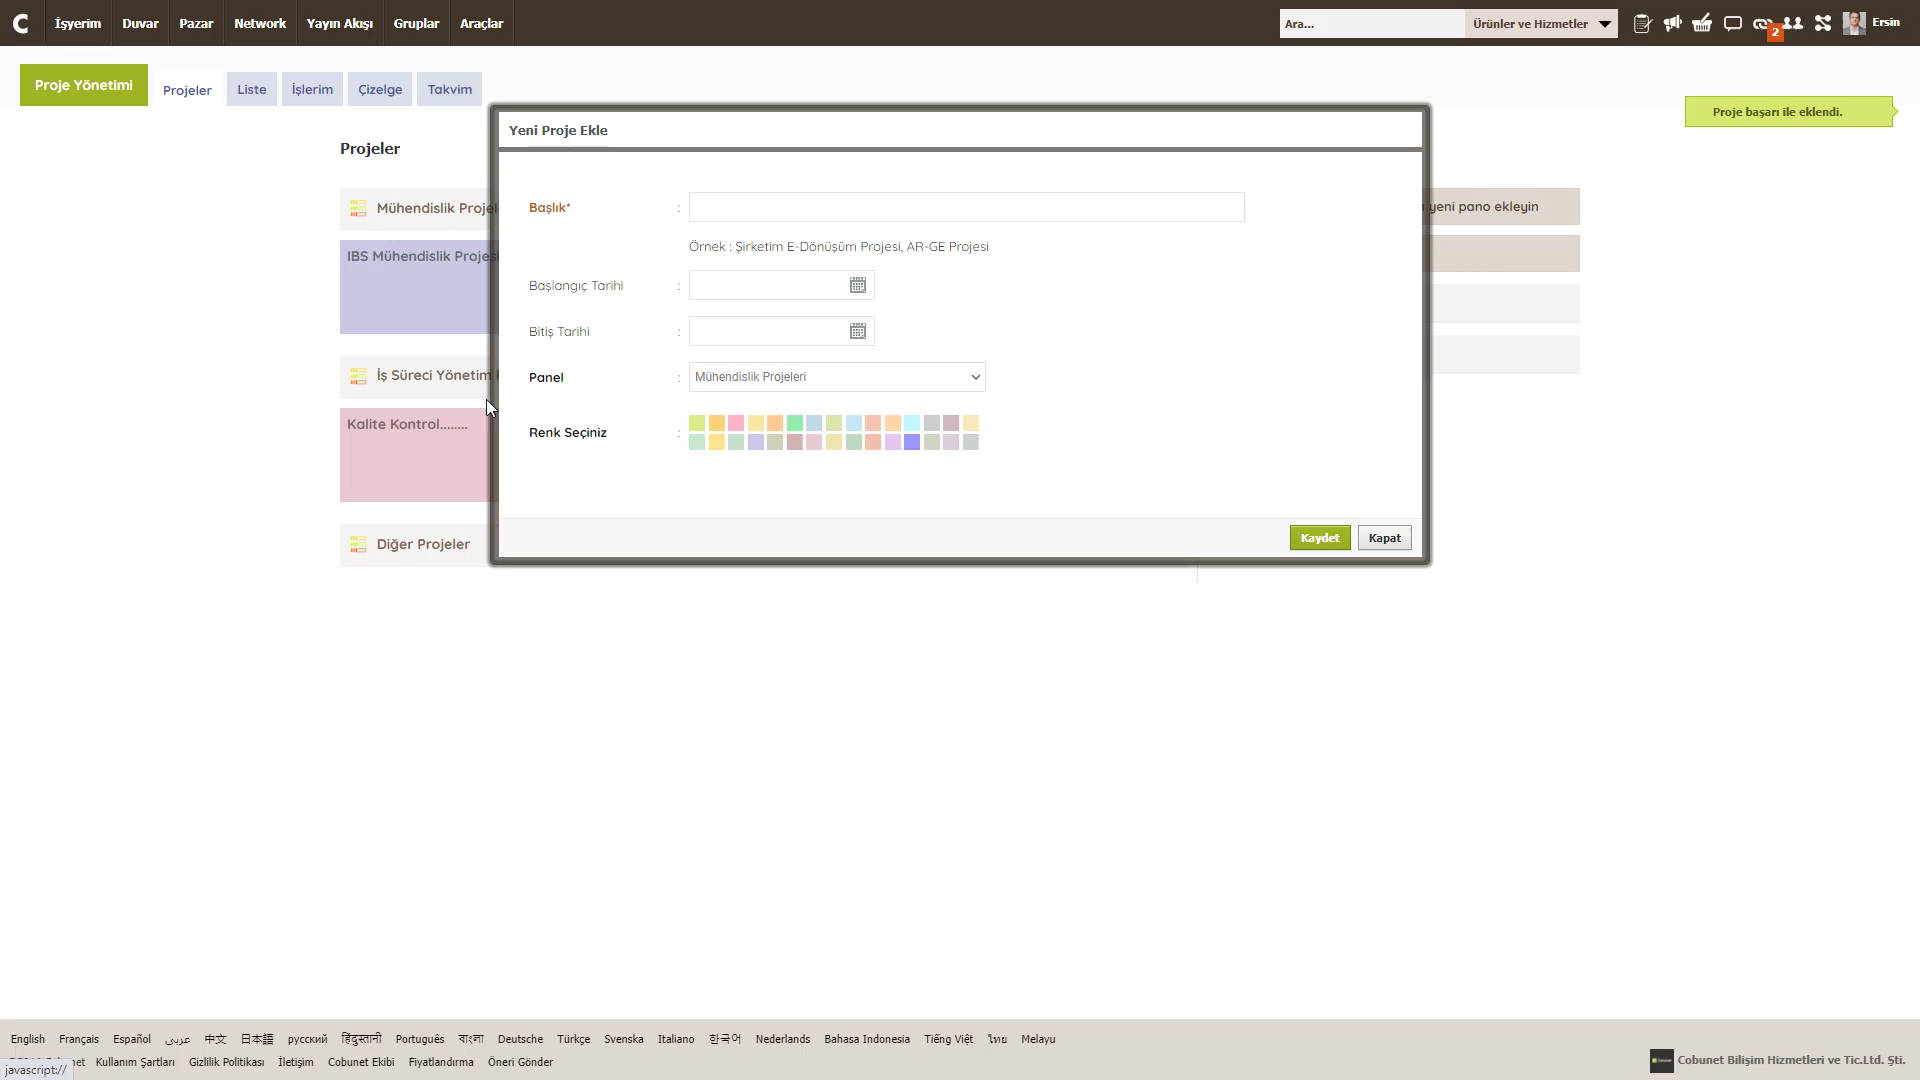 C İşyerim Duvar Pazar Network Yayın Akışı Gruplar Araçlar Ara... Ürünler ve Hizmetler 2 Ersin
Proje Yönetimi Projeler Liste İşlerim Çizelge Takvim
Proje başarı ile eklendi.
Yeni Proje Ekle
Projeler
Mühendislik Projel
Başlık* :
yeni pano ekleyin
Örnek : Şirketim E-Dönüşüm Projesi, AR-GE Projesi
IBS Mühendislik Projesi
Başlangıç Tarihi :
Bitiş Tarihi :
İş Süreci Yönetim
Panel : Mühendislik Projeleri
Kalite Kontrol........
Renk Seçiniz :
Diğer Projeler
Kaydet Kapat
English Français Español عربي 中文 日本語 русский हिंदुस्तानी Português বাংলা Deutsche Türkçe Svenska Italiano 한국어 Nederlands Bahasa Indonesia Tiếng Việt ไทย Melayu
et Kullanım Şartları Gizlilik Politikası İletişim Cobunet Ekibi Fiyatlandırma Öneri Gönder
Cobunet Bilişim Hizmetleri ve Tic.Ltd. Şti.
javascript://